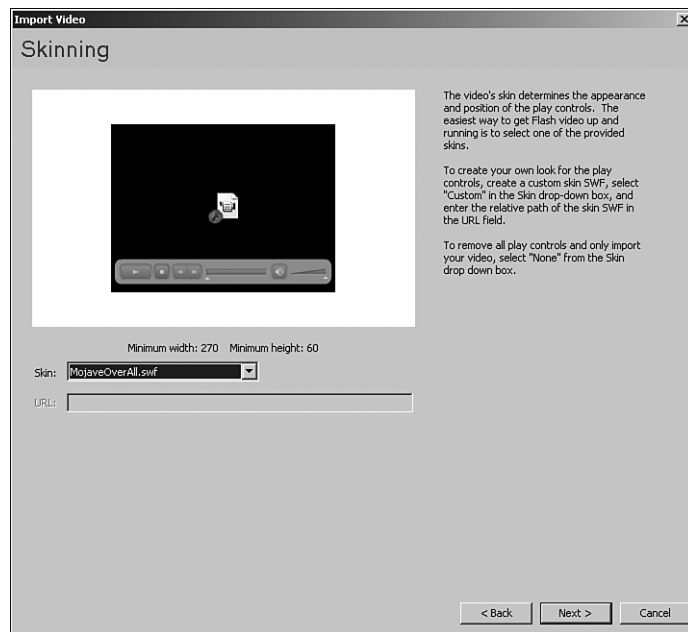 Import Video
Skinning
The video's skin determines the appearance
and position of the play controls.  The
easiest way to get Flash video up and
running is to select one of the provided
skins.
To create your own look for the play
controls, create a custom skin SWF, select
"Custom" in the Skin drop-down box, and
enter the relative path of the skin SWF in
the URL field.
To remove all play controls and only import
your video, select "None" from the Skin
drop down box.
Minimum width: 270   Minimum height: 60
Skin: MojaveOverAll.swf
URL:
< Back   Next >   Cancel